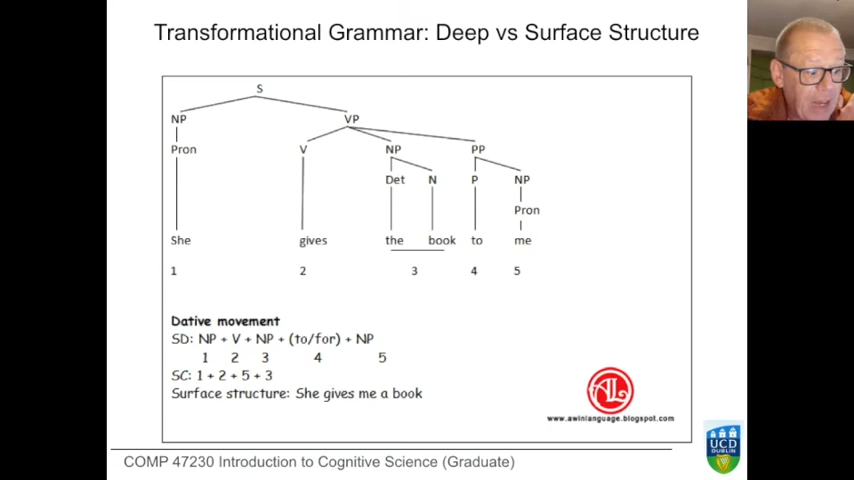 Transformational Grammar: Deep vs Surface Structure
S
NP VP
Pron V NP PP
Det N P NP
Pron
She gives the book to me
1 2 3 4 5
Dative movement
SD: NP + V + NP + (to/for) + NP
1 2 3 4 5
SC: 1 + 2 + 5 + 3
Surface structure: She gives me a book
AL
www.awinlanguage.blogspot.com
COMP 47230 Introduction to Cognitive Science (Graduate)
UCD
DUBLIN